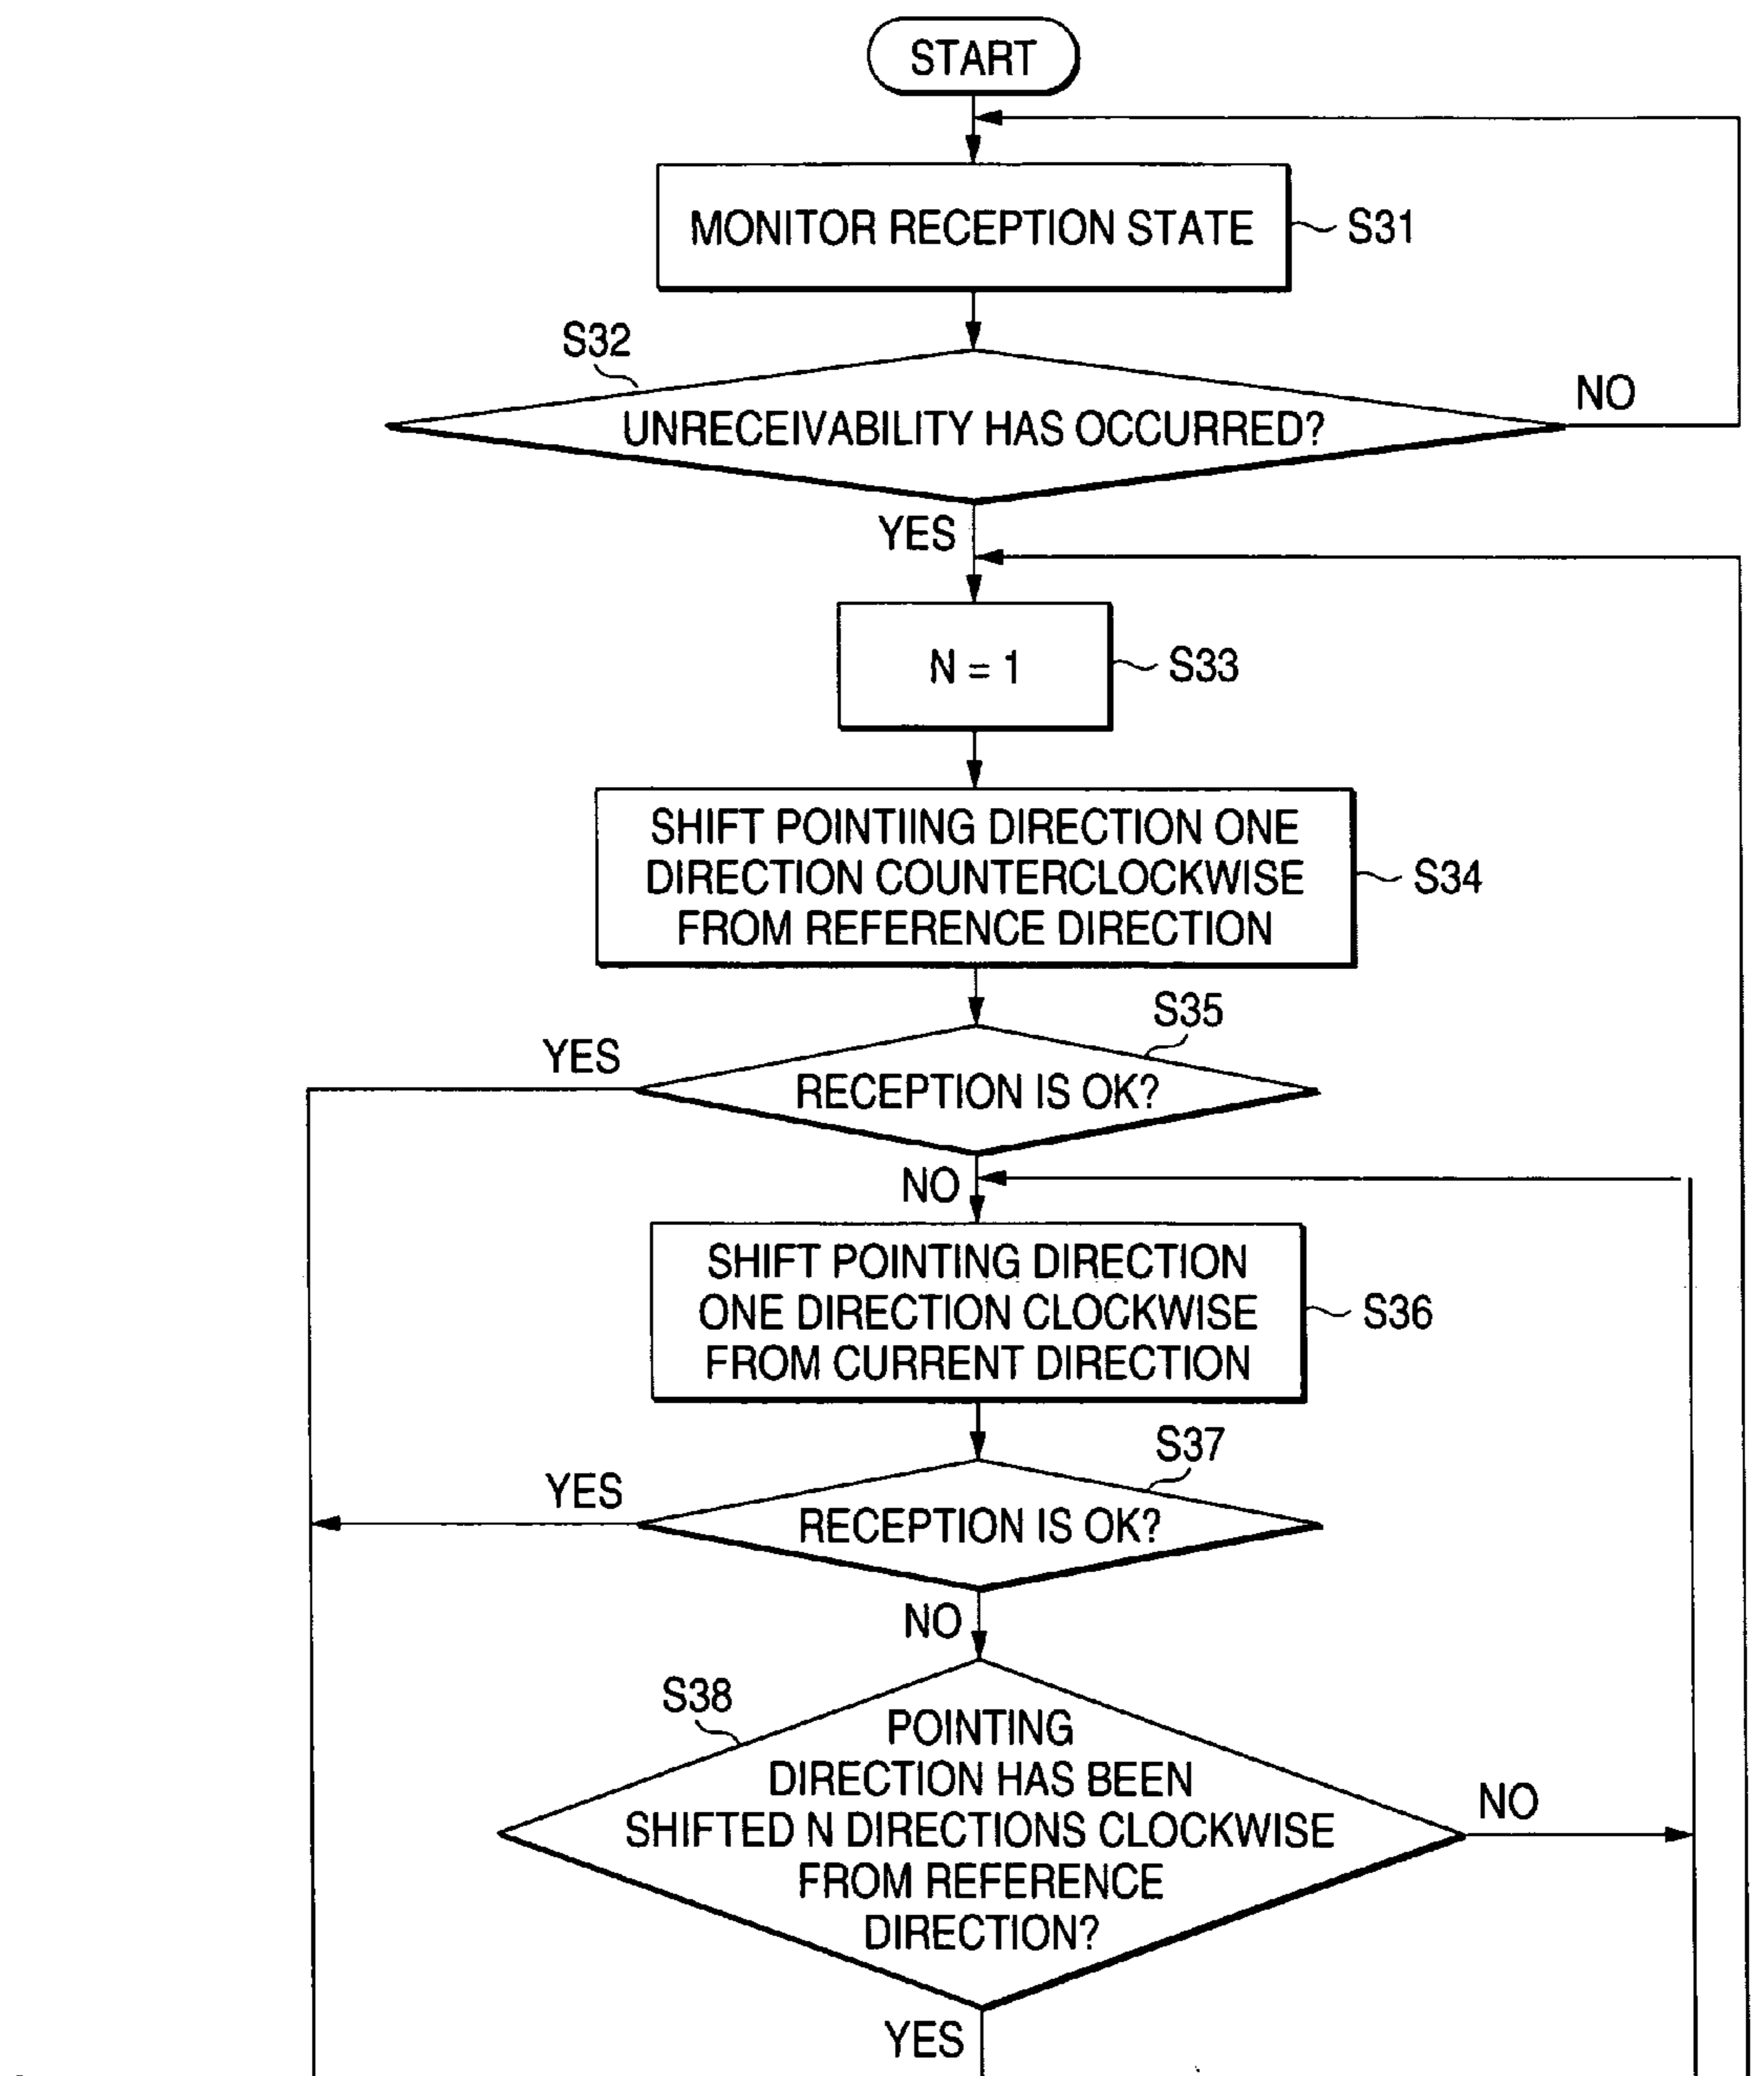 START
MONITOR RECEPTION STATE
S31
S32
UNRECEIVABILITY HAS OCCURRED?
NO
YES
N = 1
S33
SHIFT POINTIING DIRECTION ONE
DIRECTION COUNTERCLOCKWISE
FROM REFERENCE DIRECTION
S34
S35
YES
RECEPTION IS OK?
NO
SHIFT POINTING DIRECTION
ONE DIRECTION CLOCKWISE
FROM CURRENT DIRECTION
S36
S37
YES
RECEPTION IS OK?
NO
S38
POINTING
DIRECTION HAS BEEN
SHIFTED N DIRECTIONS CLOCKWISE
FROM REFERENCE
DIRECTION?
NO
YES